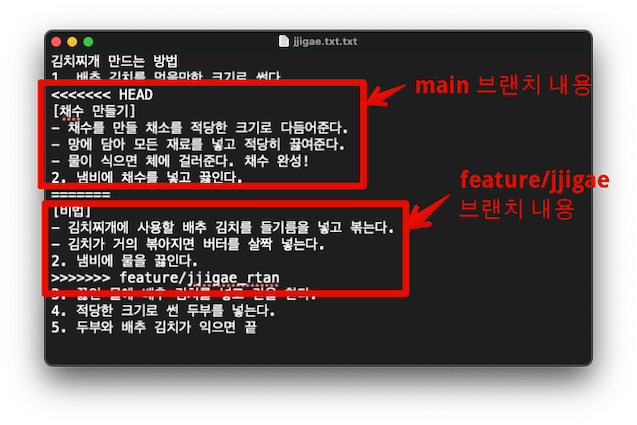 jjigae.txt.txt
김치찌개 만드는 방법
1. 배추 김치를 먹을만한 크기로 썬다
<<<<<<< HEAD
[채수 만들기]
- 채수를 만들 채소를 적당한 크기로 다듬어준다.
- 망에 담아 모든 재료를 넣고 적당히 끓여준다.
- 물이 식으면 체에 걸러준다. 채수 완성!
2. 냄비에 채수를 넣고 끓인다.
=======
[비법]
- 김치찌개에 사용할 배추 김치를 들기름을 넣고 볶는다.
- 김치가 거의 볶아지면 버터를 살짝 넣는다.
2. 냄비에 물을 끓인다.
>>>>>>> feature/jjigae_rtan
3. 끓인 물에 배추 김치를 넣고 간을 한다.
4. 적당한 크기로 썬 두부를 넣는다.
5. 두부와 배추 김치가 익으면 끝
main 브랜치 내용
feature/jjigae
브랜치 내용